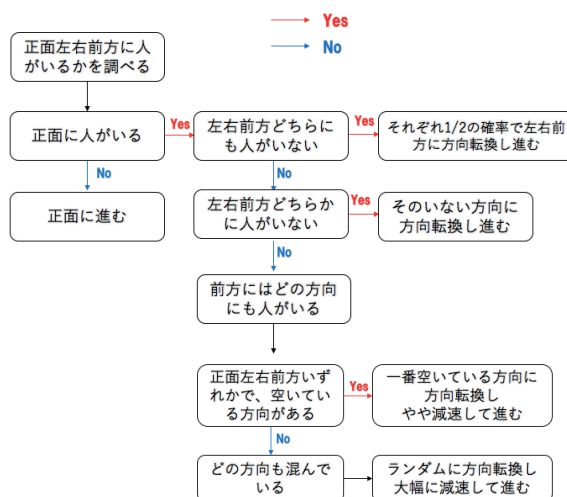 Yes
No
正面左右前方に人
がいるかを調べる
正面に人がいる
Yes
左右前方どちらに
も人がいない
Yes
それぞれ1/2の確率で左右前
方に方向転換し進む
No
No
正面に進む
左右前方どちらか
に人がいない
Yes
そのいない方向に
方向転換し進む
No
前方にはどの方向
にも人がいる
正面左右前方いず
れかで、空いてい
る方向がある
Yes
一番空いている方向に
方向転換し
やや減速して進む
No
どの方向も混んで
いる
ランダムに方向転換し
大幅に減速して進む